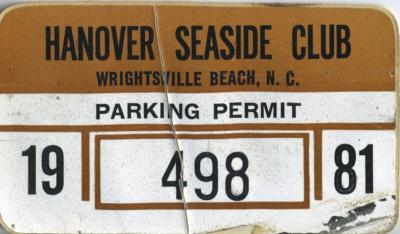 HANOVER SEASIDE CLUB
WRIGHTSVILLE BEACH, N. C.
PARKING PERMIT
19 498 81